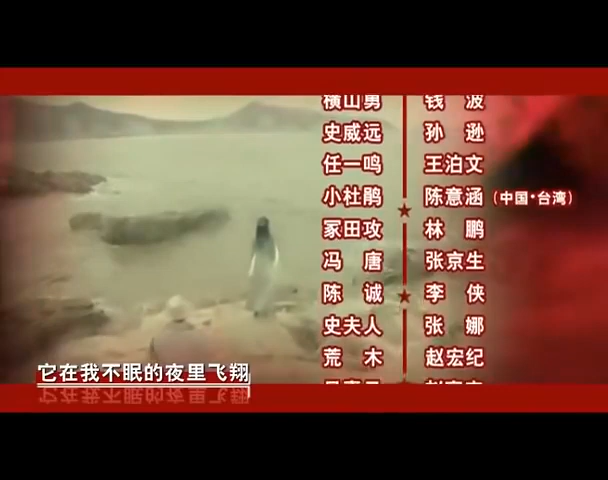 横山勇 钱波
史威远 孙逊
任一鸣 王泊文
小杜鹃 陈意涵（中国·台湾）
冢田攻 林鹏
冯唐 张京生
陈诚 李侠
史夫人 张娜
荒木 赵宏纪
它在我不眠的夜里飞翔